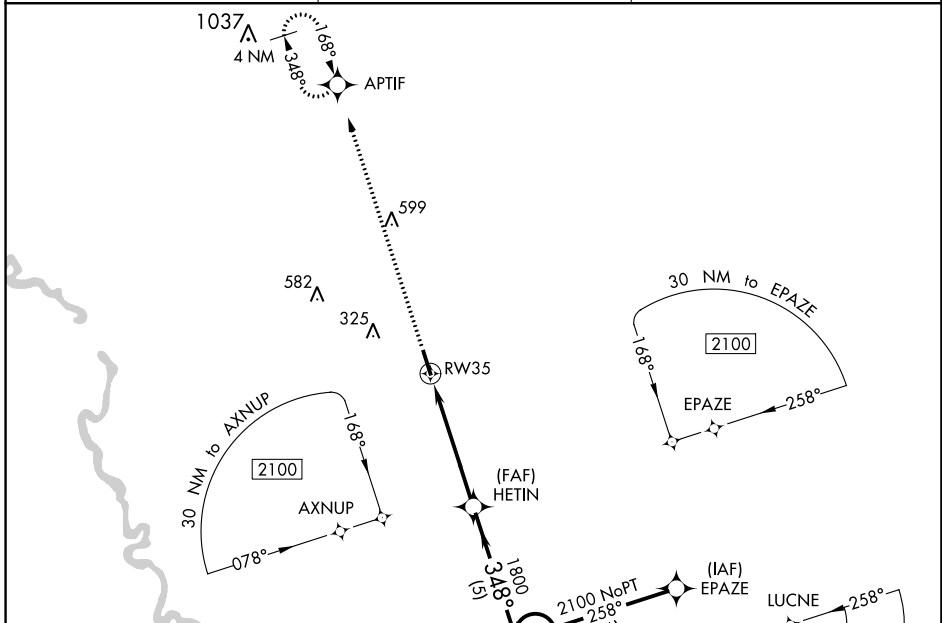 1037
4 NM
168°
348°
APTIF
599
582
325
RW35
30 NM to EPAZE
2100
168°
EPAZE
258°
30 NM to AXNUP
168°
2100
AXNUP
078°
(FAF)
HETIN
1800
348°
(5)
2100 NoPT
258°
(IAF)
EPAZE
LUCNE
258°